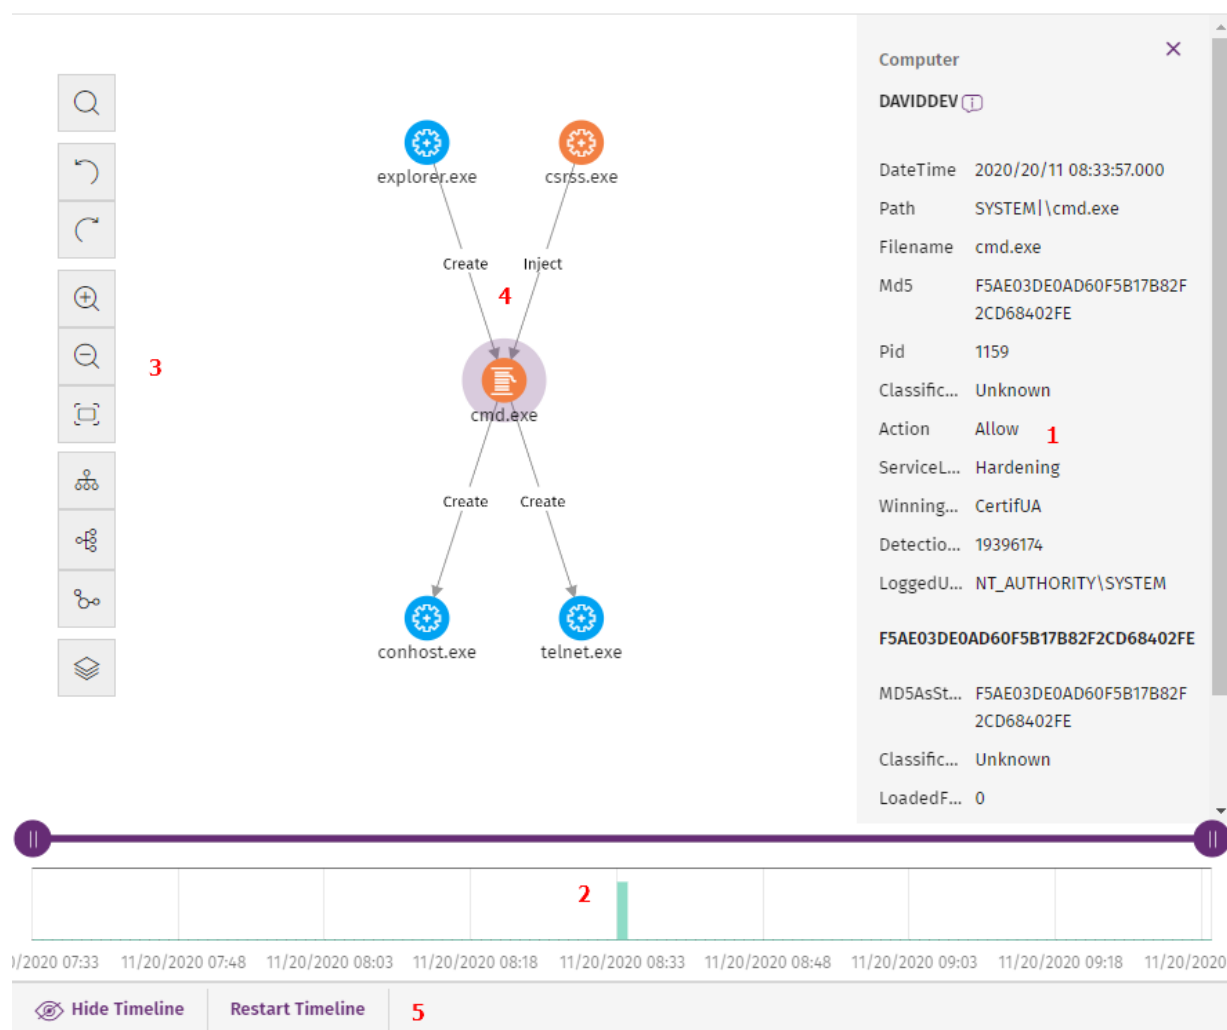 Computer
DAVIDDEV
DateTime 2020/20/11 08:33:57.000
Path SYSTEM|\cmd.exe
Filename cmd.exe
Md5 F5AE03DE0AD60F5B17B82F
2CD68402FE
Pid 1159
Classific... Unknown
Action Allow
1
ServiceL... Hardening
Winning... CertifUA
Detectio... 19396174
LoggedU... NT_AUTHORITY\SYSTEM
F5AE03DE0AD60F5B17B82F2CD68402FE
MD5AsSt... F5AE03DE0AD60F5B17B82F
2CD68402FE
Classific... Unknown
LoadedF... 0
explorer.exe csrss.exe
Create Inject
4
3
cmd.exe
Create Create
conhost.exe telnet.exe
2
)/2020 07:33 11/20/2020 07:48 11/20/2020 08:03 11/20/2020 08:18 11/20/2020 08:33 11/20/2020 08:48 11/20/2020 09:03 11/20/2020 09:18 11/20/2020
Hide Timeline Restart Timeline 5